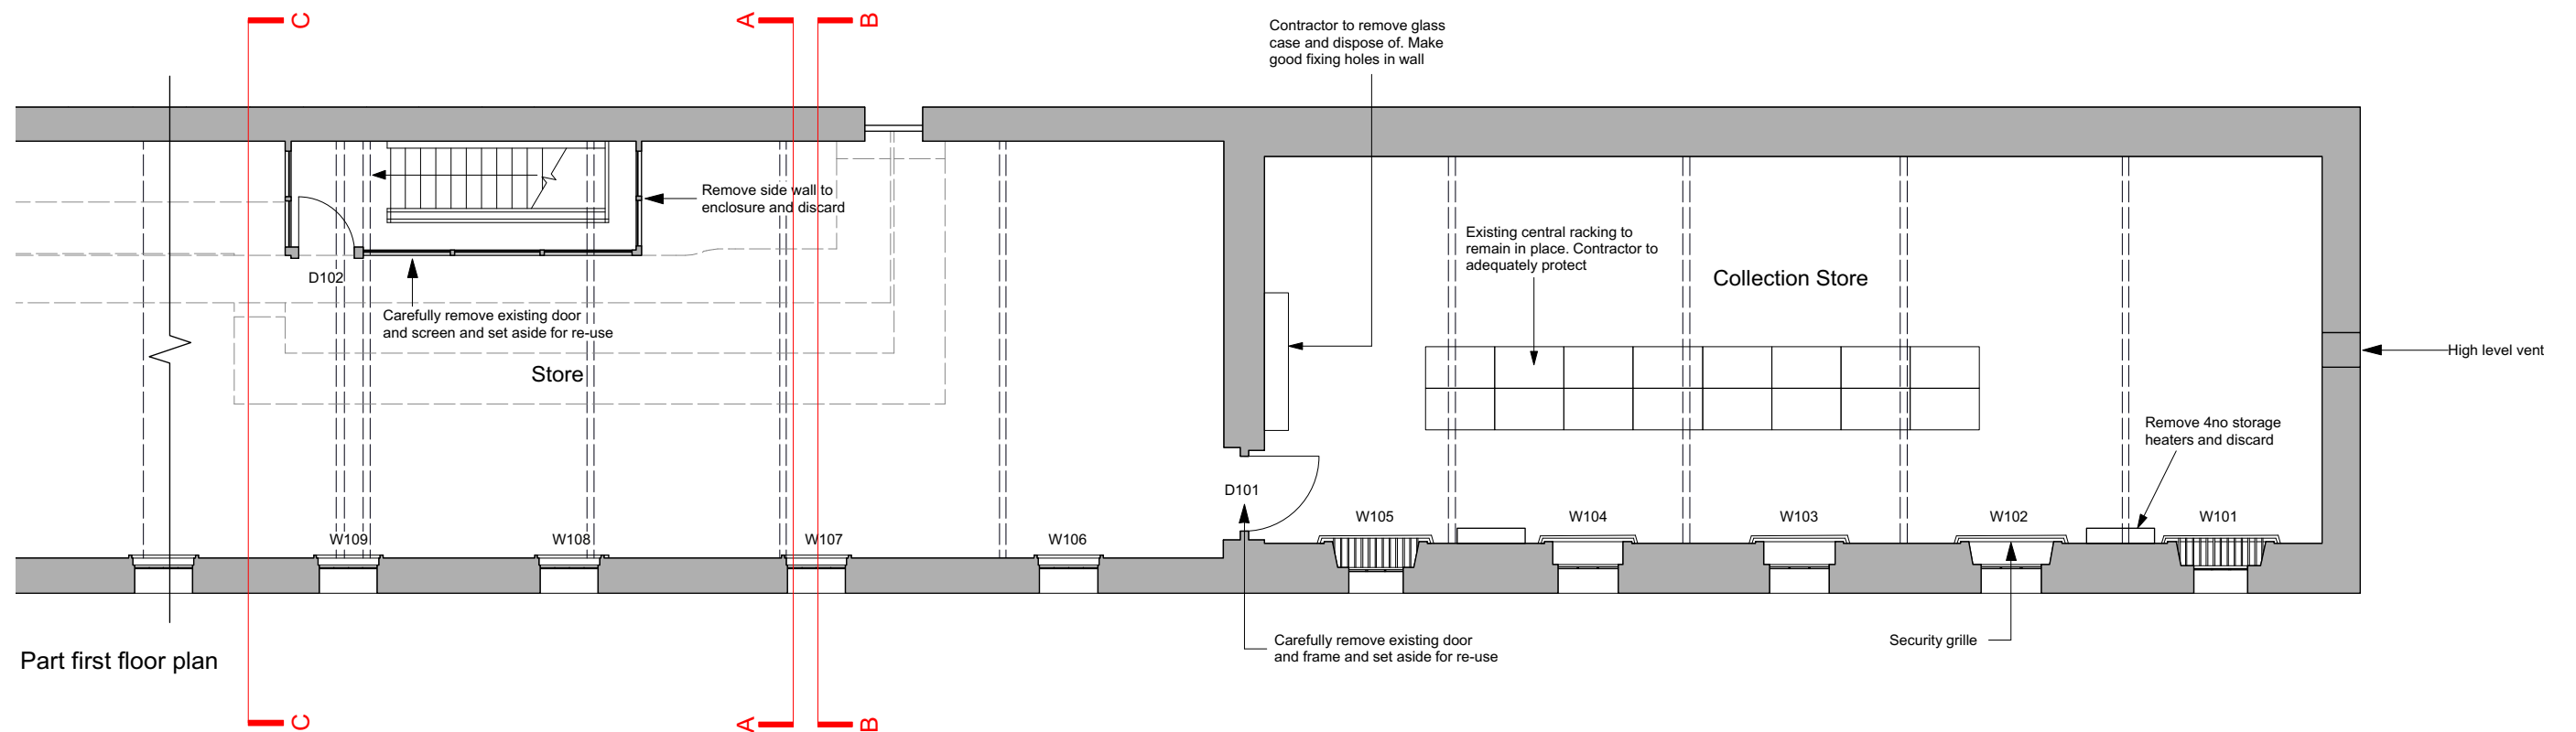 C
A
B
Contractor to remove glass
case and dispose of. Make
good fixing holes in wall
Remove side wall to
enclosure and discard
D102
Carefully remove existing door
and screen and set aside for re-use
Store
Existing central racking to
remain in place. Contractor to
adequately protect
Collection Store
High level vent
Remove 4no storage
heaters and discard
D101
W109
W108
W107
W106
W105
W104
W103
W102
W101
Carefully remove existing door
and frame and set aside for re-use
Security grille
Part first floor plan
C
A
B